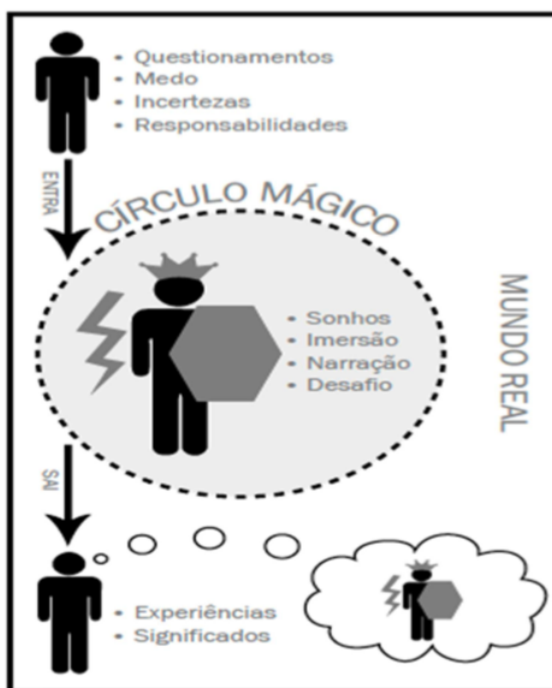 • Questionamentos
• Medo
• Incertezas
• Responsabilidades
ENTRA
CÍRCULO MÁGICO
• Sonhos
• Imersão
• Narração
• Desafio
MUNDO REAL
SAI
• Experiências
• Significados